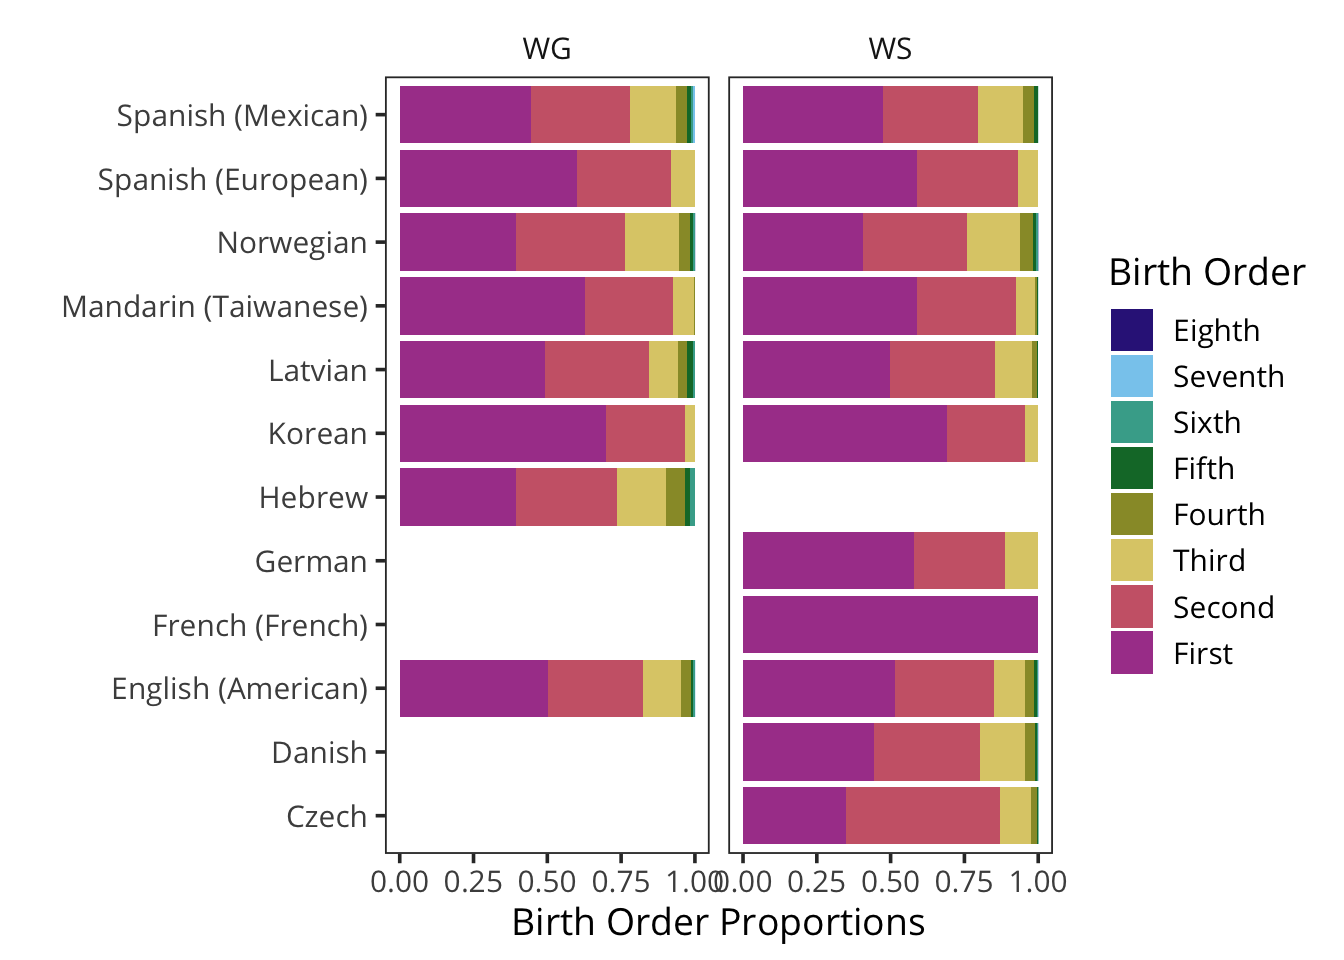 WG WS
Spanish (Mexican)
Spanish (European)
Norwegian
Mandarin (Taiwanese)
Latvian
Korean
Hebrew
German
French (French)
English (American)
Danish
Czech
0.00 0.25 0.50 0.75 1.00 0.00 0.25 0.50 0.75 1.00
Birth Order Proportions
Birth Order
Eighth
Seventh
Sixth
Fifth
Fourth
Third
Second
First